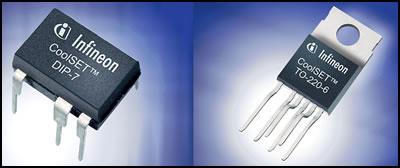 Infineon
CoolSET™
DIP-7
Infineon
CoolSET™
TO-220-6